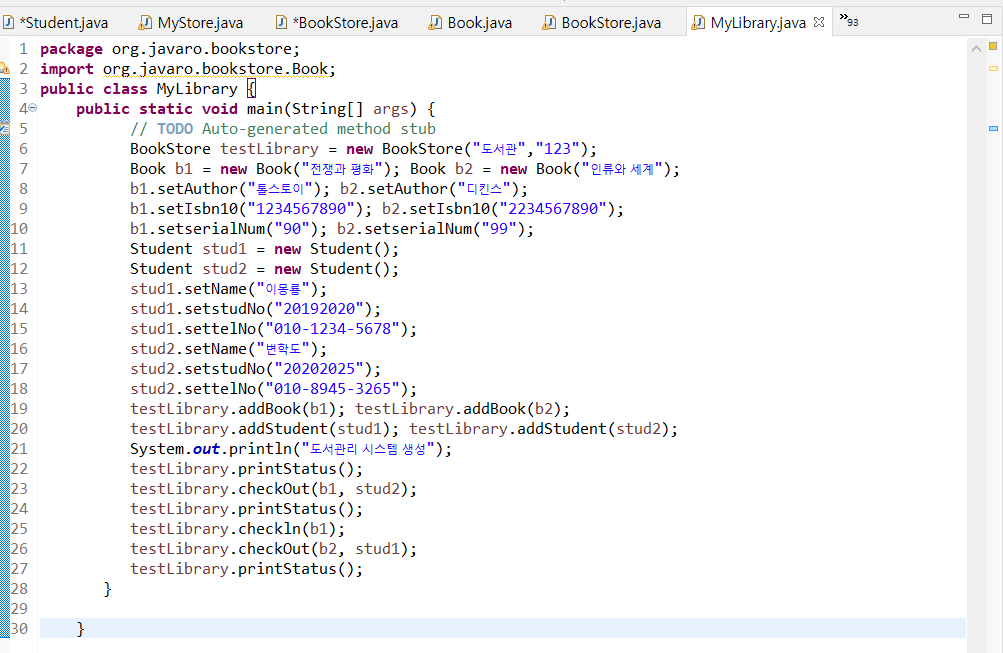 *Student.java MyStore.java *BookStore.java Book.java BookStore.java MyLibrary.java »93
1 package org.javaro.bookstore;
2 import org.javaro.bookstore.Book;
3 public class MyLibrary {
4 public static void main(String[] args) {
5 // TODO Auto-generated method stub
6 BookStore testLibrary = new BookStore("도서관","123");
7 Book b1 = new Book("전쟁과 평화"); Book b2 = new Book("인류와 세계");
8 b1.setAuthor("톨스토이"); b2.setAuthor("디킨스");
9 b1.setIsbn10("1234567890"); b2.setIsbn10("2234567890");
10 b1.setserialNum("90"); b2.setserialNum("99");
11 Student stud1 = new Student();
12 Student stud2 = new Student();
13 stud1.setName("이몽룡");
14 stud1.setstudNo("20192020");
15 stud1.settelNo("010-1234-5678");
16 stud2.setName("변학도");
17 stud2.setstudNo("20202025");
18 stud2.settelNo("010-8945-3265");
19 testLibrary.addBook(b1); testLibrary.addBook(b2);
20 testLibrary.addStudent(stud1); testLibrary.addStudent(stud2);
21 System.out.println("도서관리 시스템 생성");
22 testLibrary.printStatus();
23 testLibrary.checkOut(b1, stud2);
24 testLibrary.printStatus();
25 testLibrary.checkln(b1);
26 testLibrary.checkOut(b2, stud1);
27 testLibrary.printStatus();
28 }
29
30 }